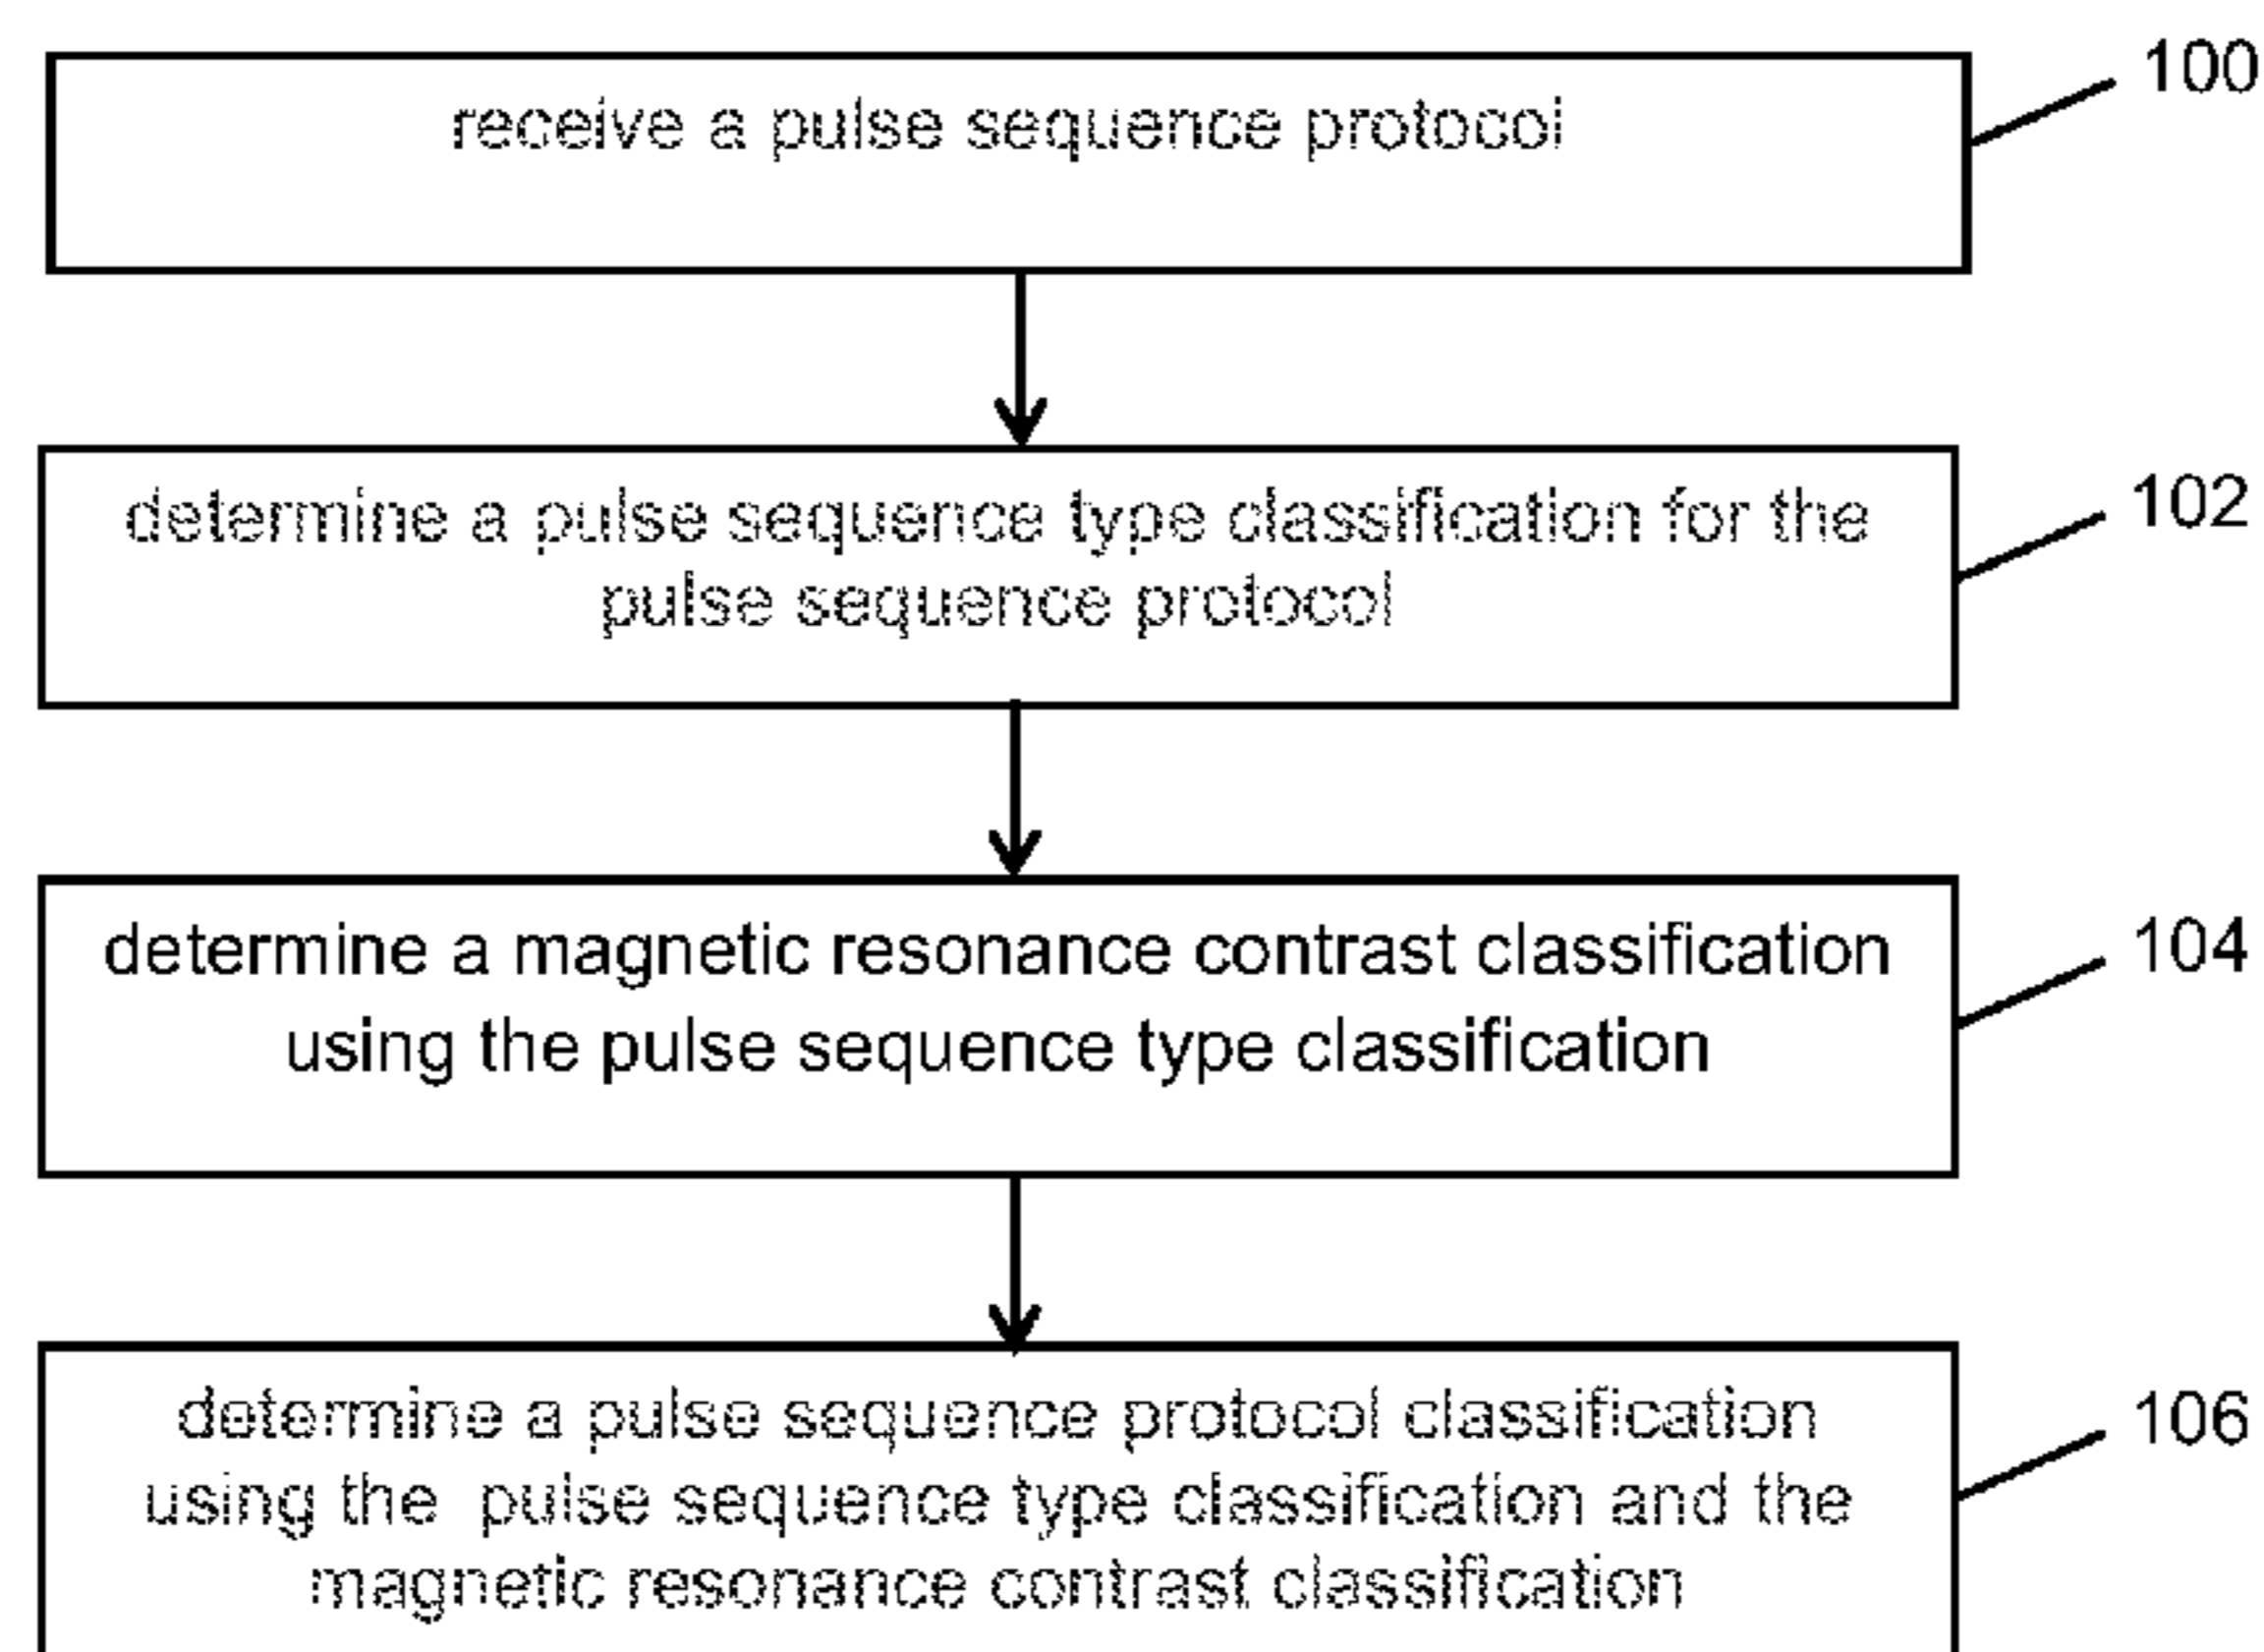 receive a pulse sequence protocol
100
determine a pulse sequence type classification for the
pulse sequence protocol
102
determine a magnetic resonance contrast classification
using the pulse sequence type classification
104
determine a pulse sequence protocol classification
using the pulse sequence type classification and the
magnetic resonance contrast classification
106